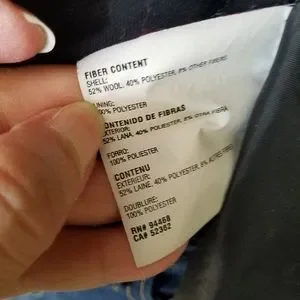 FIBER CONTENT
SHELL:
52% WOOL, 40% POLYESTER, 8% OTHER FIBERS
LINING:
100% POLYESTER
CONTENIDO DE FIBRAS
EXTERIOR:
52% LANA, 40% POLIESTER, 8% OTRA FIBRA
FORRO:
100% POLIESTER
CONTENU
EXTERIEUR:
52% LAINE, 40% POLYESTER, 8% AUTRES FIBRES
DOUBLURE:
100% POLYESTER
RN# 94468
CA# 52362